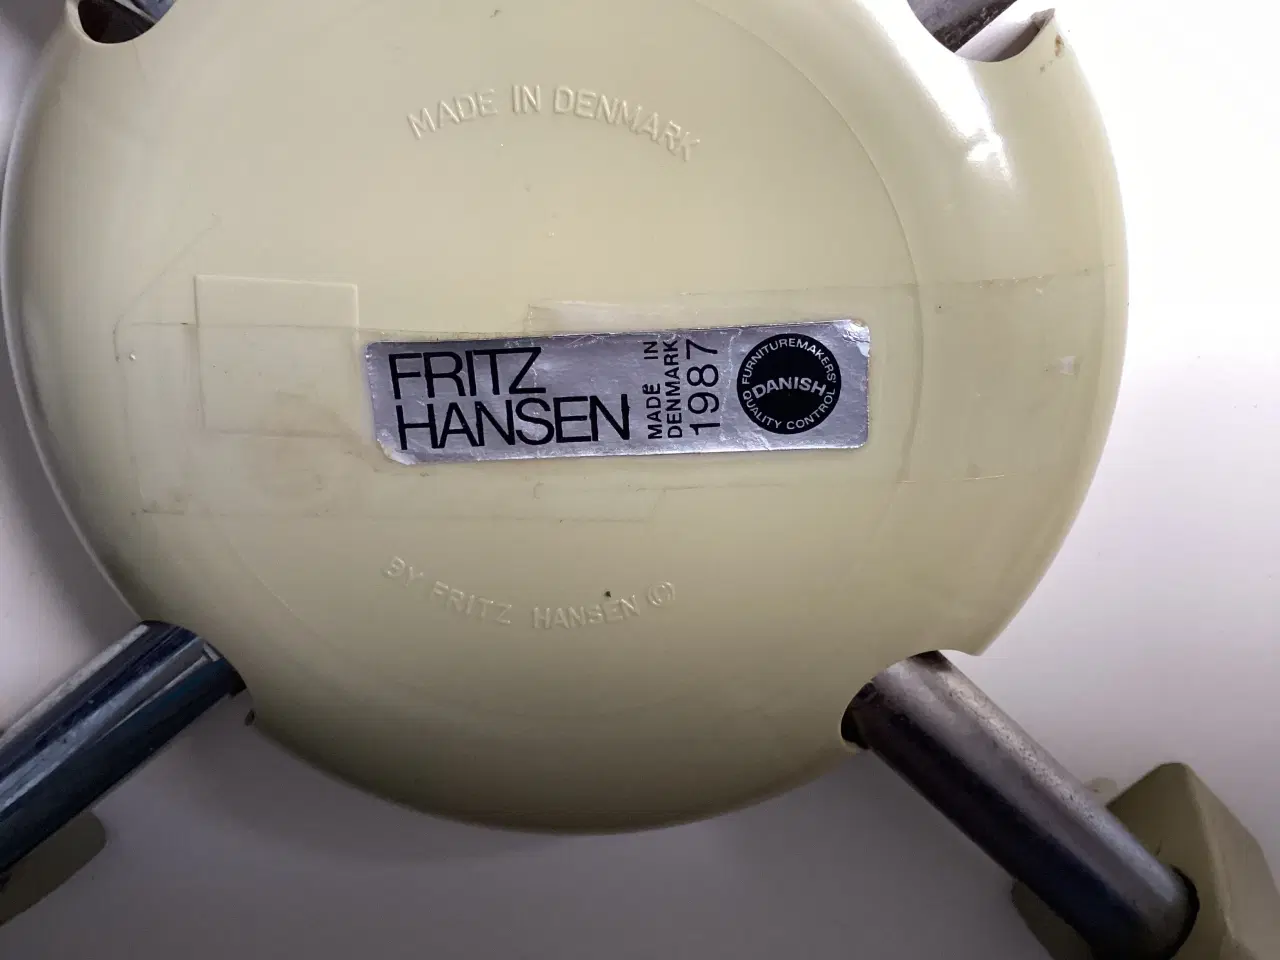 MADE IN DENMARK
FRITZ
HANSEN
MADE IN
DENMARK
1987
FURNITUREMAKERS'
DANISH
QUALITY CONTROL
BY FRITZ HANSEN ©